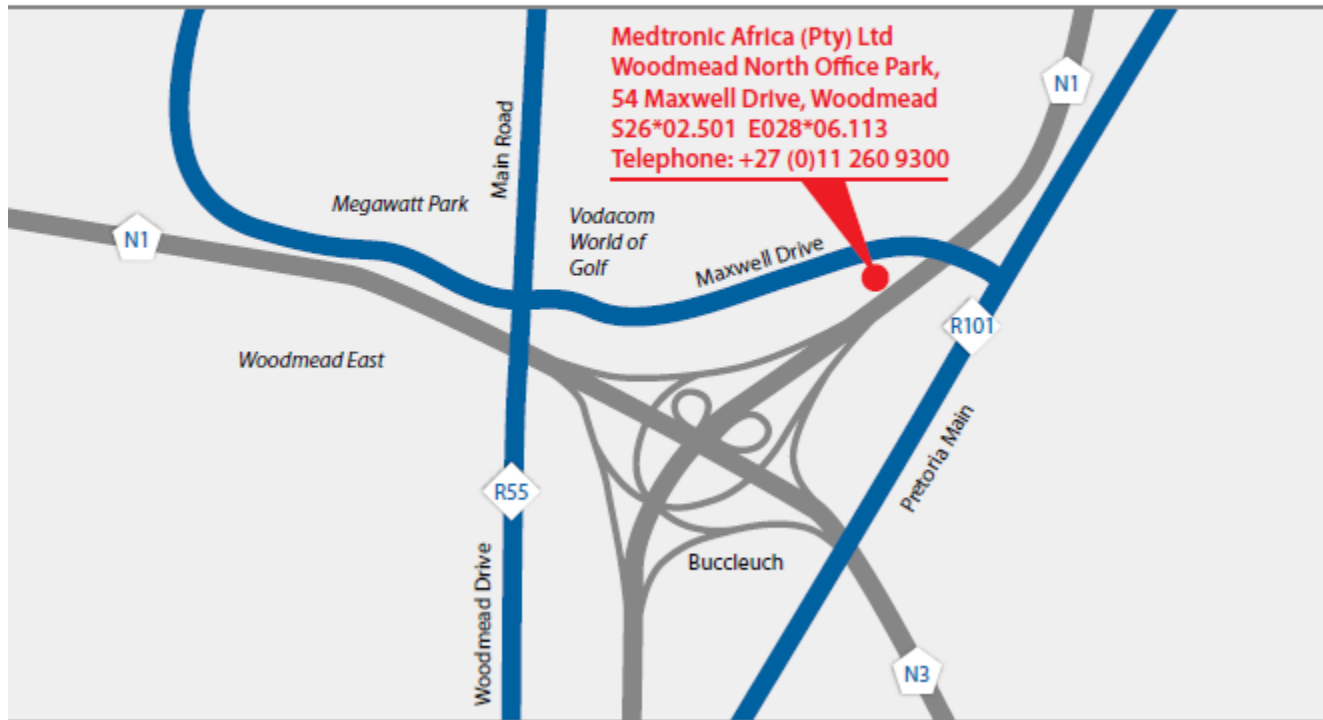 Medtronic Africa (Pty) Ltd
Woodmead North Office Park,
54 Maxwell Drive, Woodmead
S26*02.501 E028*06.113
Telephone: +27 (0)11 260 9300
N1
Main Road
Megawatt Park
Vodacom
World of
Golf
N1
Maxwell Drive
R101
Woodmead East
Pretoria Main
R55
Buccleuch
Woodmead Drive
N3